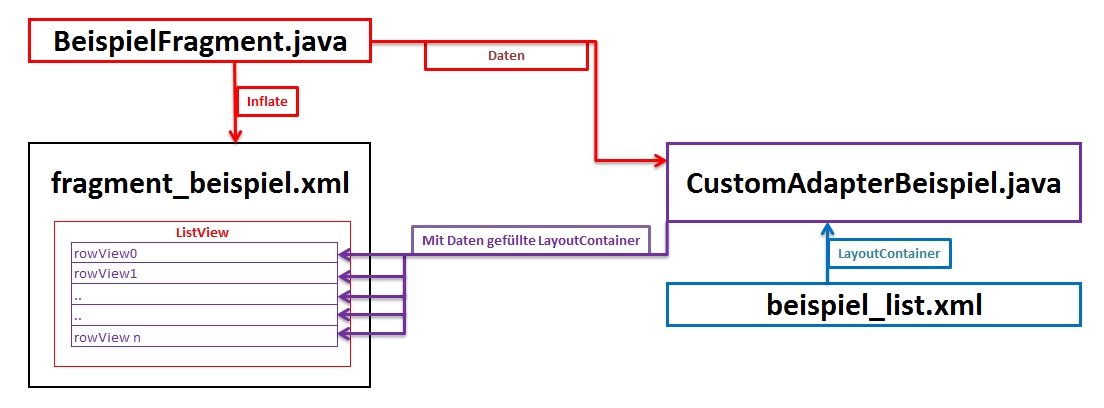 BeispielFragment.java
Daten
Inflate
fragment_beispiel.xml
ListView
rowView0
rowView1
..
..
rowView n
Mit Daten gefüllte LayoutContainer
CustomAdapterBeispiel.java
LayoutContainer
beispiel_list.xml